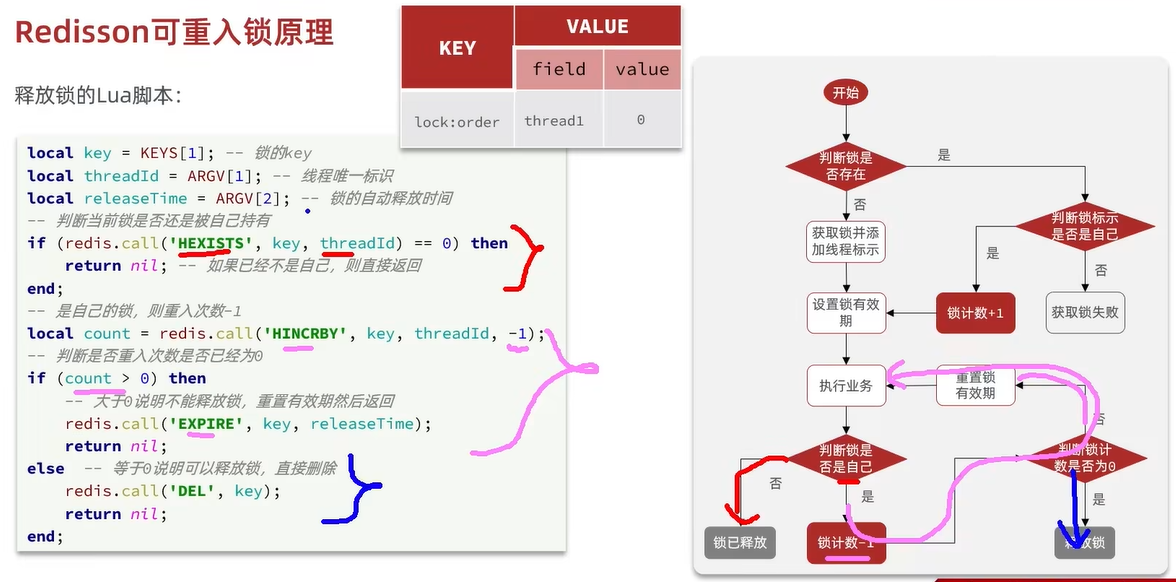 Redisson可重入锁原理
释放锁的Lua脚本：
KEY
VALUE
field
value
lock:order
thread1
0
local key = KEYS[1]; -- 锁的key
local threadId = ARGV[1]; -- 线程唯一标识
local releaseTime = ARGV[2]; -- 锁的自动释放时间
-- 判断当前锁是否还是被自己持有
if (redis.call('HEXISTS', key, threadId) == 0) then
    return nil; -- 如果已经不是自己，则直接返回
end;
-- 是自己的锁，则重入次数-1
local count = redis.call('HINCRBY', key, threadId, -1);
-- 判断是否重入次数是否已经为0
if (count > 0) then
    -- 大于0说明不能释放锁，重置有效期然后返回
    redis.call('EXPIRE', key, releaseTime);
    return nil;
else  -- 等于0说明可以释放锁，直接删除
    redis.call('DEL', key);
    return nil;
end;
开始
判断锁是
否存在
是
否
获取锁并添
加线程标示
判断锁标示
是否是自己
是
否
设置锁有效
期
锁计数+1
获取锁失败
执行业务
重置锁
有效期
否
判断锁是
否是自己
判断锁计
数是否为0
否
是
是
锁已释放
锁计数-1
释放锁